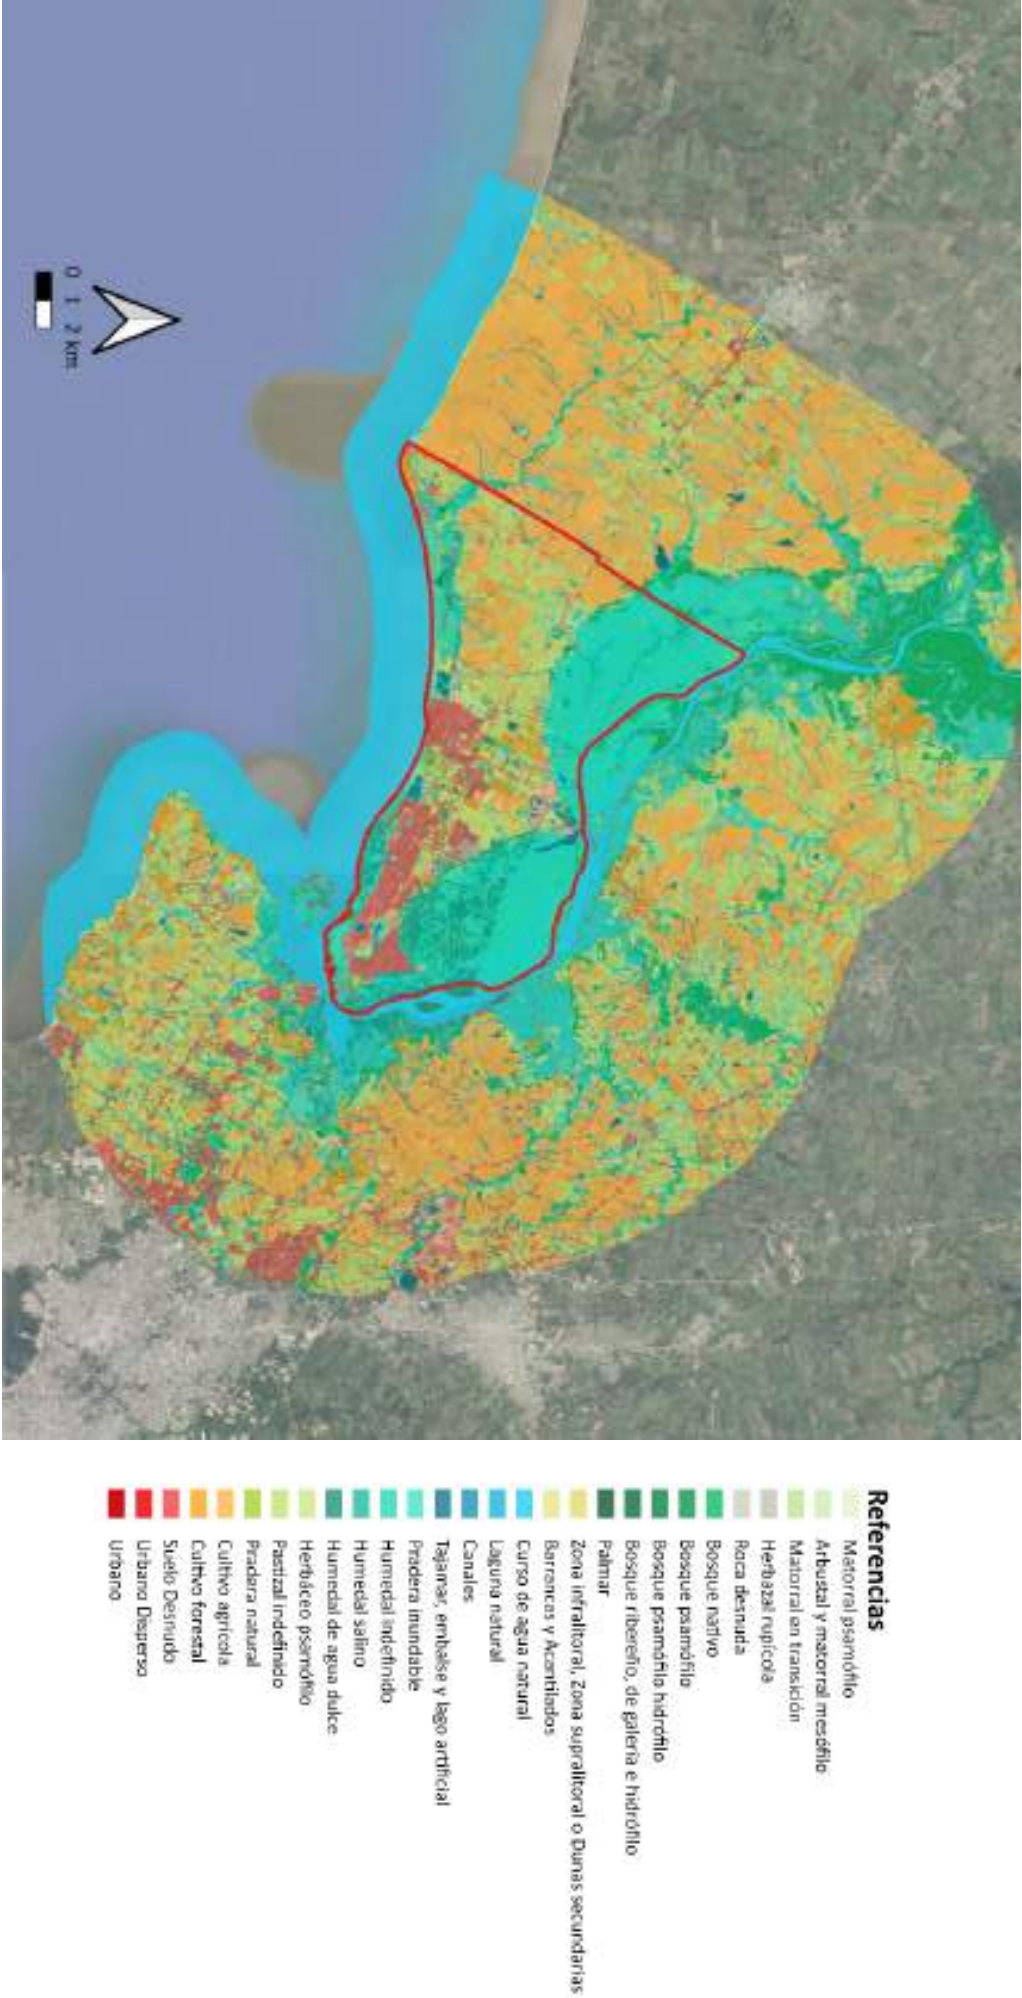 0 1 2 km
Referencias
Matorral psamófilo
Arbustal y matorral mesófilo
Matorral en transición
Herbazal rupícola
Roca desnuda
Bosque nativo
Bosque psamófilo
Bosque psamófilo hidrófilo
Bosque ribereño, de galería e hidrófilo
Palmar
Zona infralitoral, Zona supralitoral o Dunas secundarias
Barrancas y Acantilados
Curso de agua natural
Laguna natural
Canales
Tajamar, embalse y lago artificial
Pradera inundable
Humedal indefinido
Humedal salino
Humedal de agua dulce
Herbáceo psamófilo
Pastizal indefinido
Pradera natural
Cultivo agrícola
Cultivo forestal
Suelo Desnudo
Urbano Disperso
Urbano